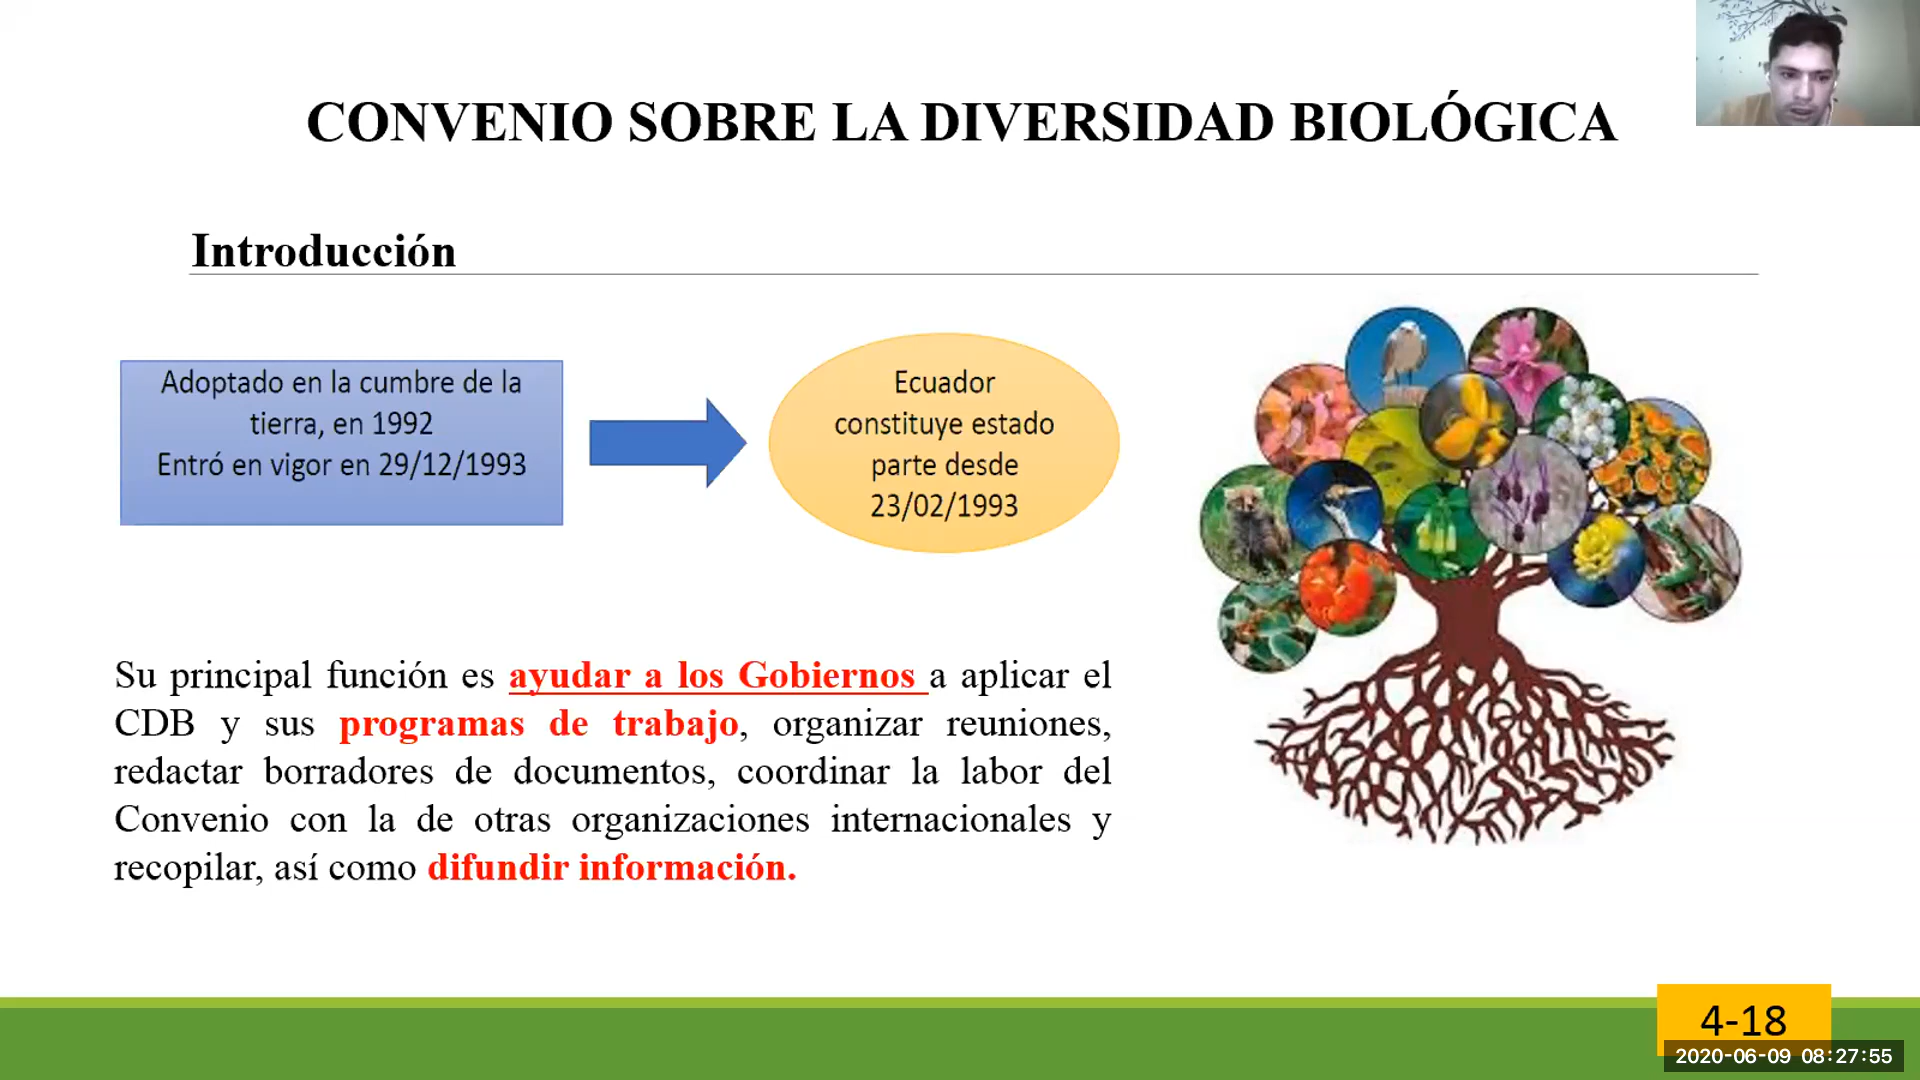 CONVENIO SOBRE LA DIVERSIDAD BIOLÓGICA
Introducción
Adoptado en la cumbre de la
tierra, en 1992
Entró en vigor en 29/12/1993
Ecuador
constituye estado
parte desde
23/02/1993
Su principal función es ayudar a los Gobiernos a aplicar el
CDB y sus programas de trabajo, organizar reuniones,
redactar borradores de documentos, coordinar la labor del
Convenio con la de otras organizaciones internacionales y
recopilar, así como difundir información.
4-18
2020-06-09 08:27:55